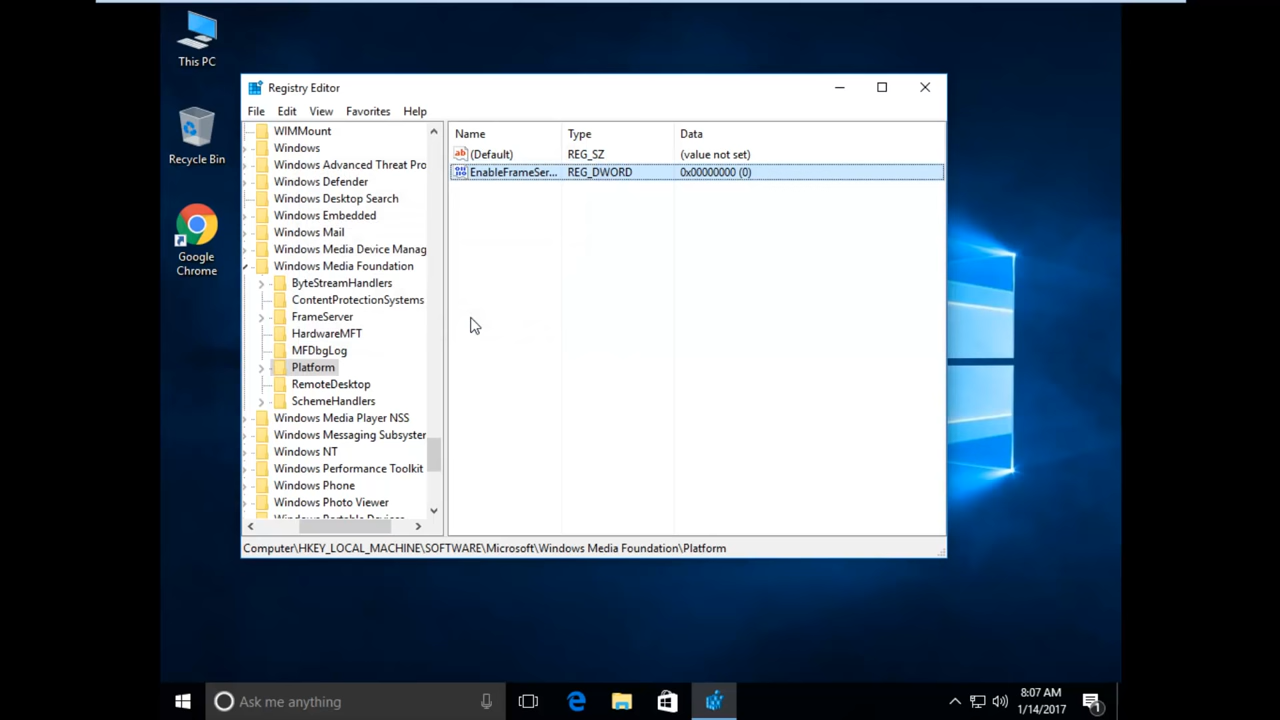 This PC
Recycle Bin
Google
Chrome
Registry Editor
File Edit View Favorites Help
WIMMount
Windows
Windows Advanced Threat Pro
Windows Defender
Windows Desktop Search
Windows Embedded
Windows Mail
Windows Media Device Manag
Windows Media Foundation
ByteStreamHandlers
ContentProtectionSystems
FrameServer
HardwareMFT
MFDbgLog
Platform
RemoteDesktop
SchemeHandlers
Windows Media Player NSS
Windows Messaging Subsyster
Windows NT
Windows Performance Toolkit
Windows Phone
Windows Photo Viewer
Name Type Data
(Default) REG_SZ (value not set)
EnableFrameSer... REG_DWORD 0x00000000 (0)
Computer\HKEY_LOCAL_MACHINE\SOFTWARE\Microsoft\Windows Media Foundation\Platform
Ask me anything
8:07 AM
1/14/2017
1